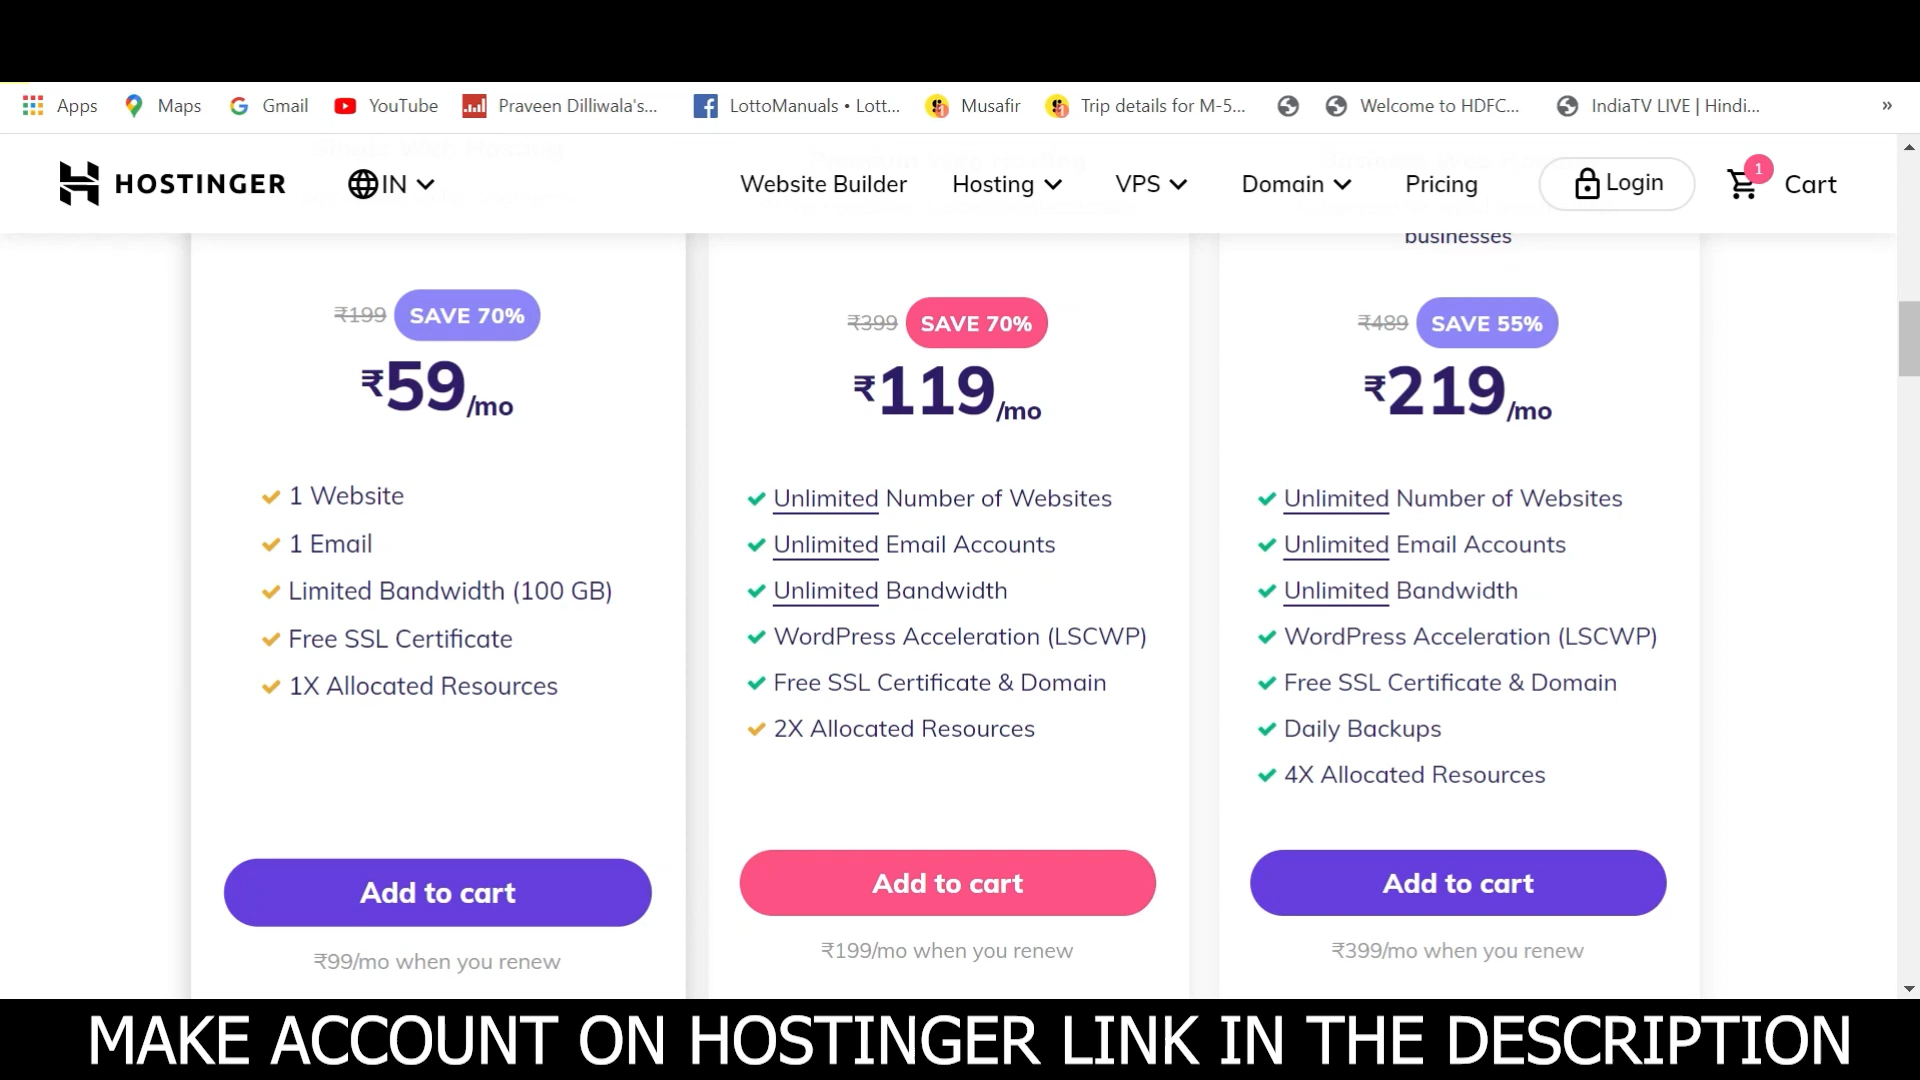 Apps Maps Gmail YouTube Praveen Dilliwala's... LottoManuals • Lott... Musafir Trip details for M-5... Welcome to HDFC... IndiaTV LIVE | Hindi... »
HOSTINGER IN Website Builder Hosting VPS Domain Pricing Login 1 Cart
businesses
₹199 SAVE 70%
₹59/mo
1 Website
1 Email
Limited Bandwidth (100 GB)
Free SSL Certificate
1X Allocated Resources
Add to cart
₹99/mo when you renew
₹399 SAVE 70%
₹119/mo
Unlimited Number of Websites
Unlimited Email Accounts
Unlimited Bandwidth
WordPress Acceleration (LSCWP)
Free SSL Certificate & Domain
2X Allocated Resources
Add to cart
₹199/mo when you renew
₹489 SAVE 55%
₹219/mo
Unlimited Number of Websites
Unlimited Email Accounts
Unlimited Bandwidth
WordPress Acceleration (LSCWP)
Free SSL Certificate & Domain
Daily Backups
4X Allocated Resources
Add to cart
₹399/mo when you renew
MAKE ACCOUNT ON HOSTINGER LINK IN THE DESCRIPTION